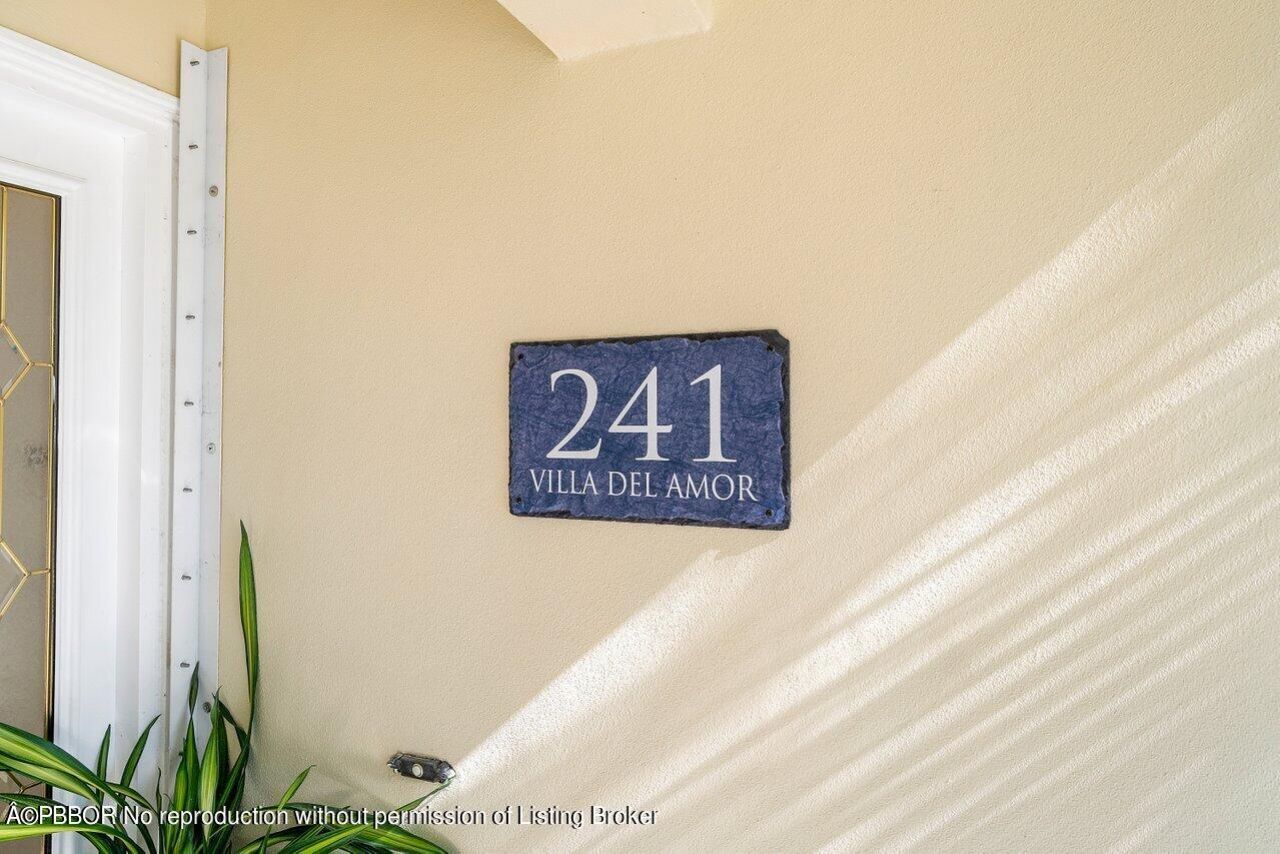 241
VILLA DEL AMOR
Â©PBBOR No reproduction without permission of Listing Broker